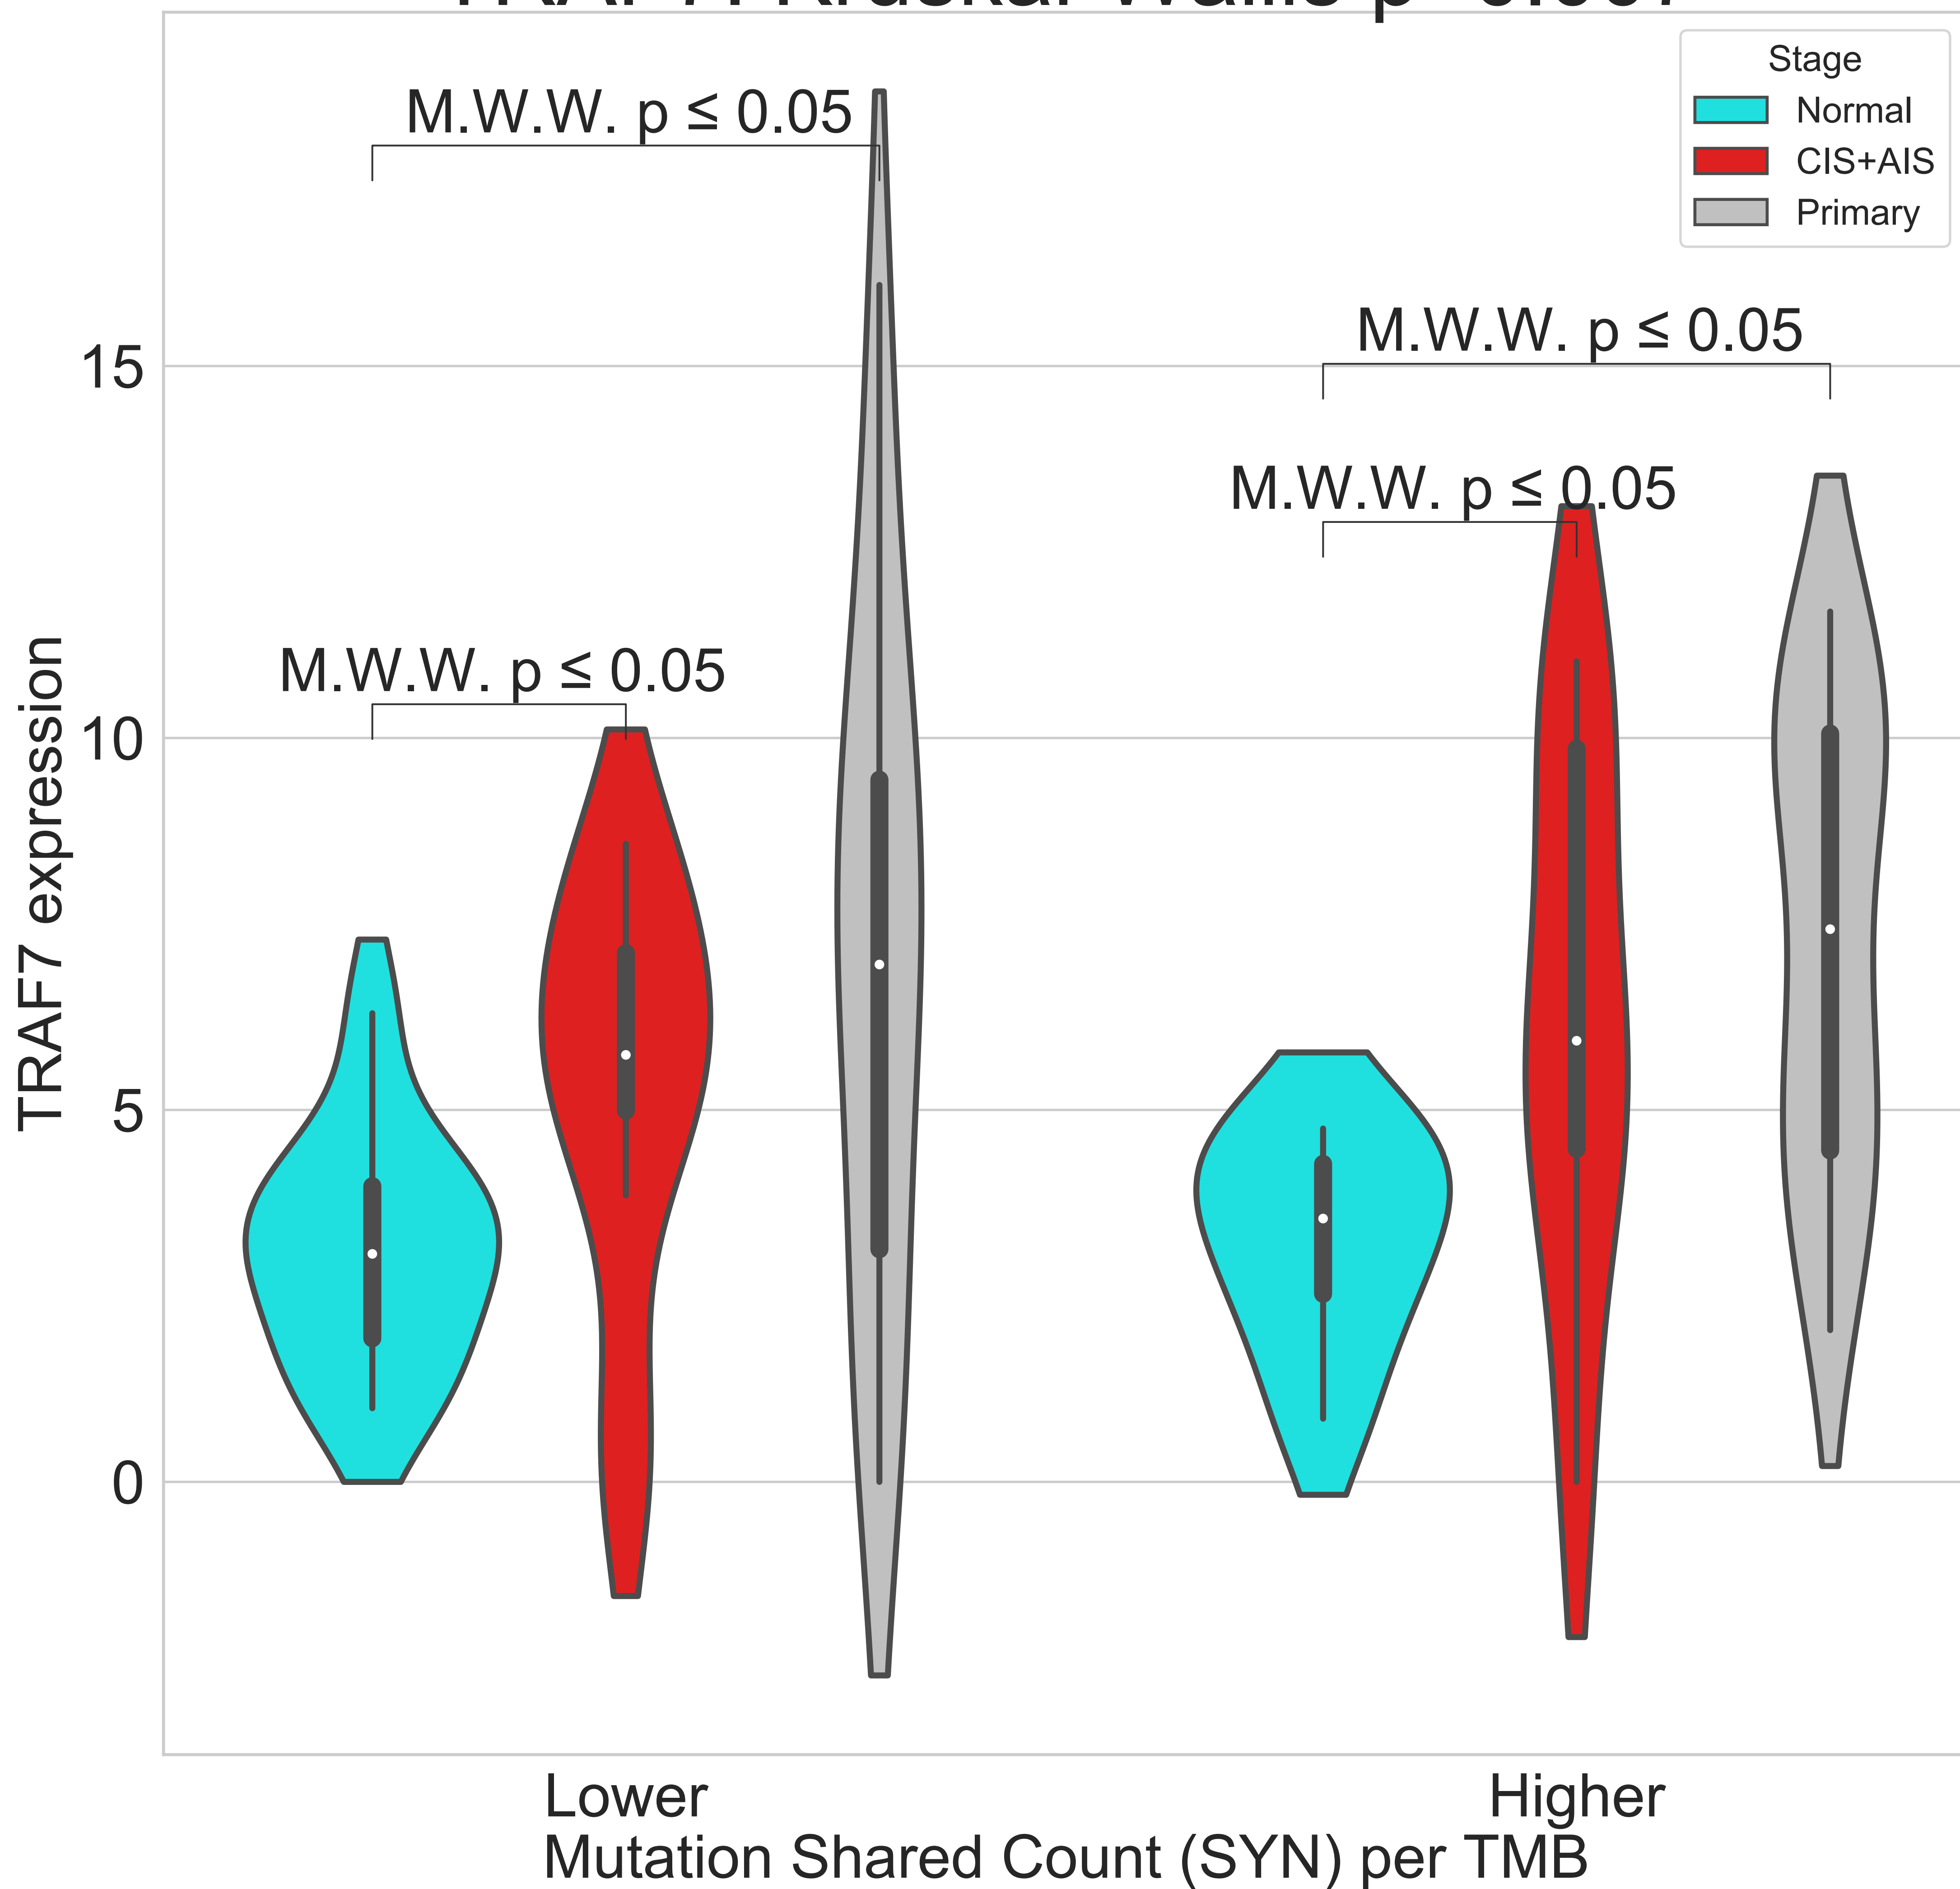 Stage
Normal
CIS+AIS
Primary
M.W.W. p ≤ 0.05
M.W.W. p ≤ 0.05
M.W.W. p ≤ 0.05
M.W.W. p ≤ 0.05
15
10
5
0
TRAF7 expression
Lower
Higher
Mutation Shared Count (SYN) per TMB